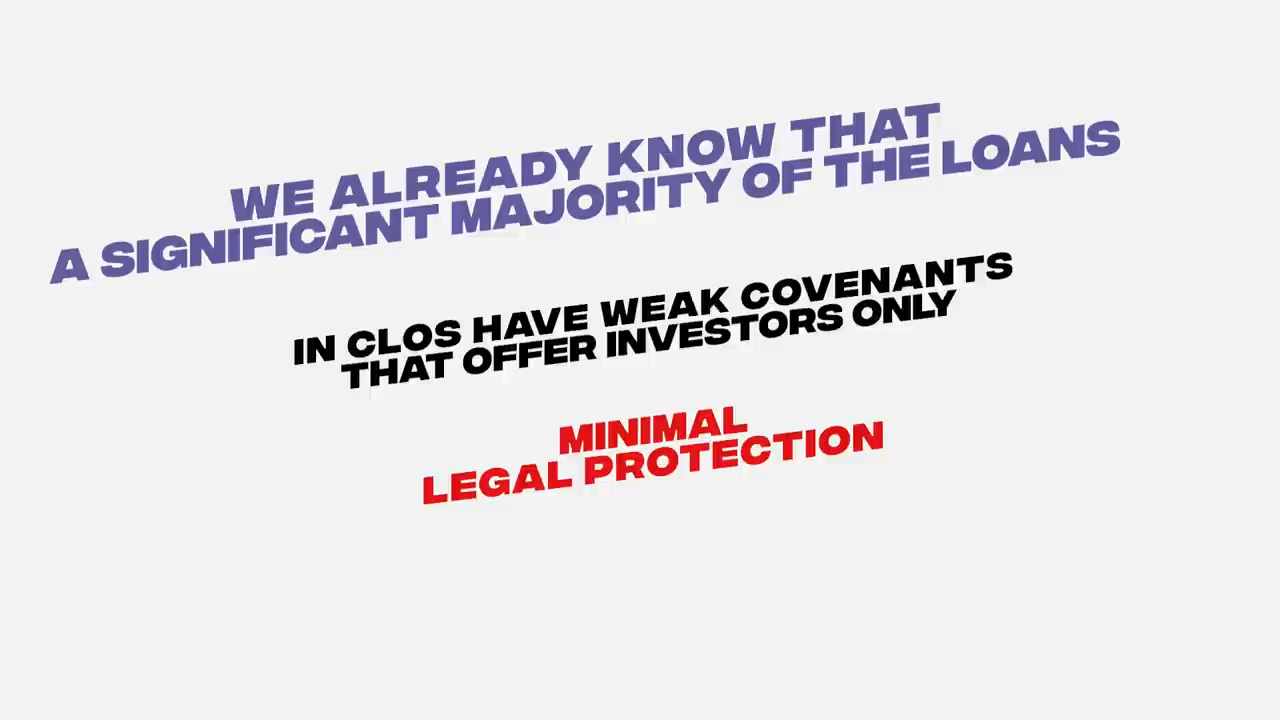 WE ALREADY KNOW THAT
A SIGNIFICANT MAJORITY OF THE LOANS
IN CLOS HAVE WEAK COVENANTS
THAT OFFER INVESTORS ONLY
MINIMAL
LEGAL PROTECTION